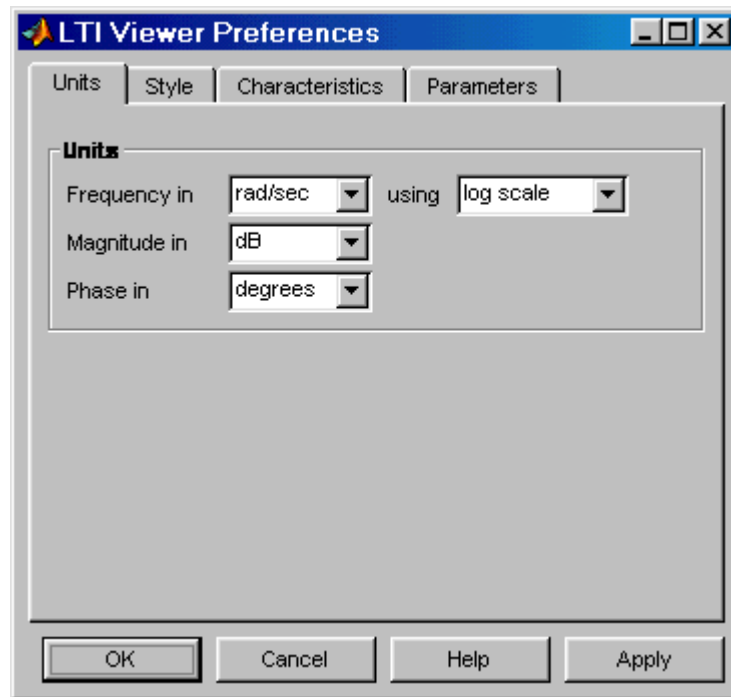 LTI Viewer Preferences
Units Style Characteristics Parameters
Units
Frequency in rad/sec using log scale
Magnitude in dB
Phase in degrees
OK Cancel Help Apply